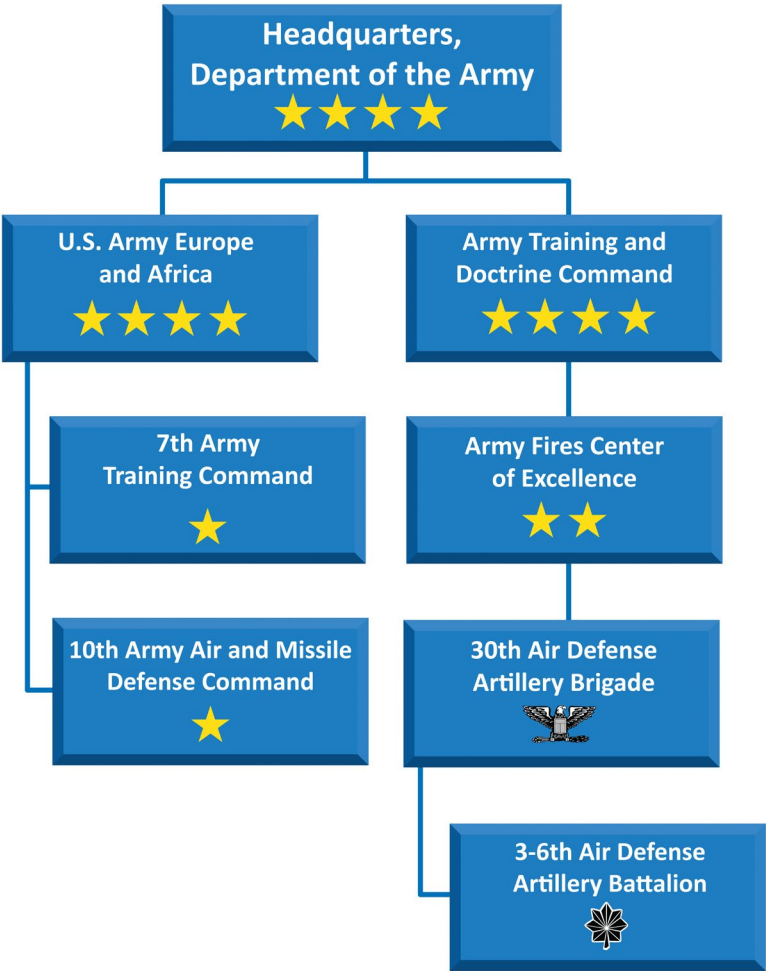 Headquarters,
Department of the Army
U.S. Army Europe
and Africa
Army Training and
Doctrine Command
7th Army
Training Command
Army Fires Center
of Excellence
10th Army Air and Missile
Defense Command
30th Air Defense
Artillery Brigade
3-6th Air Defense
Artillery Battalion